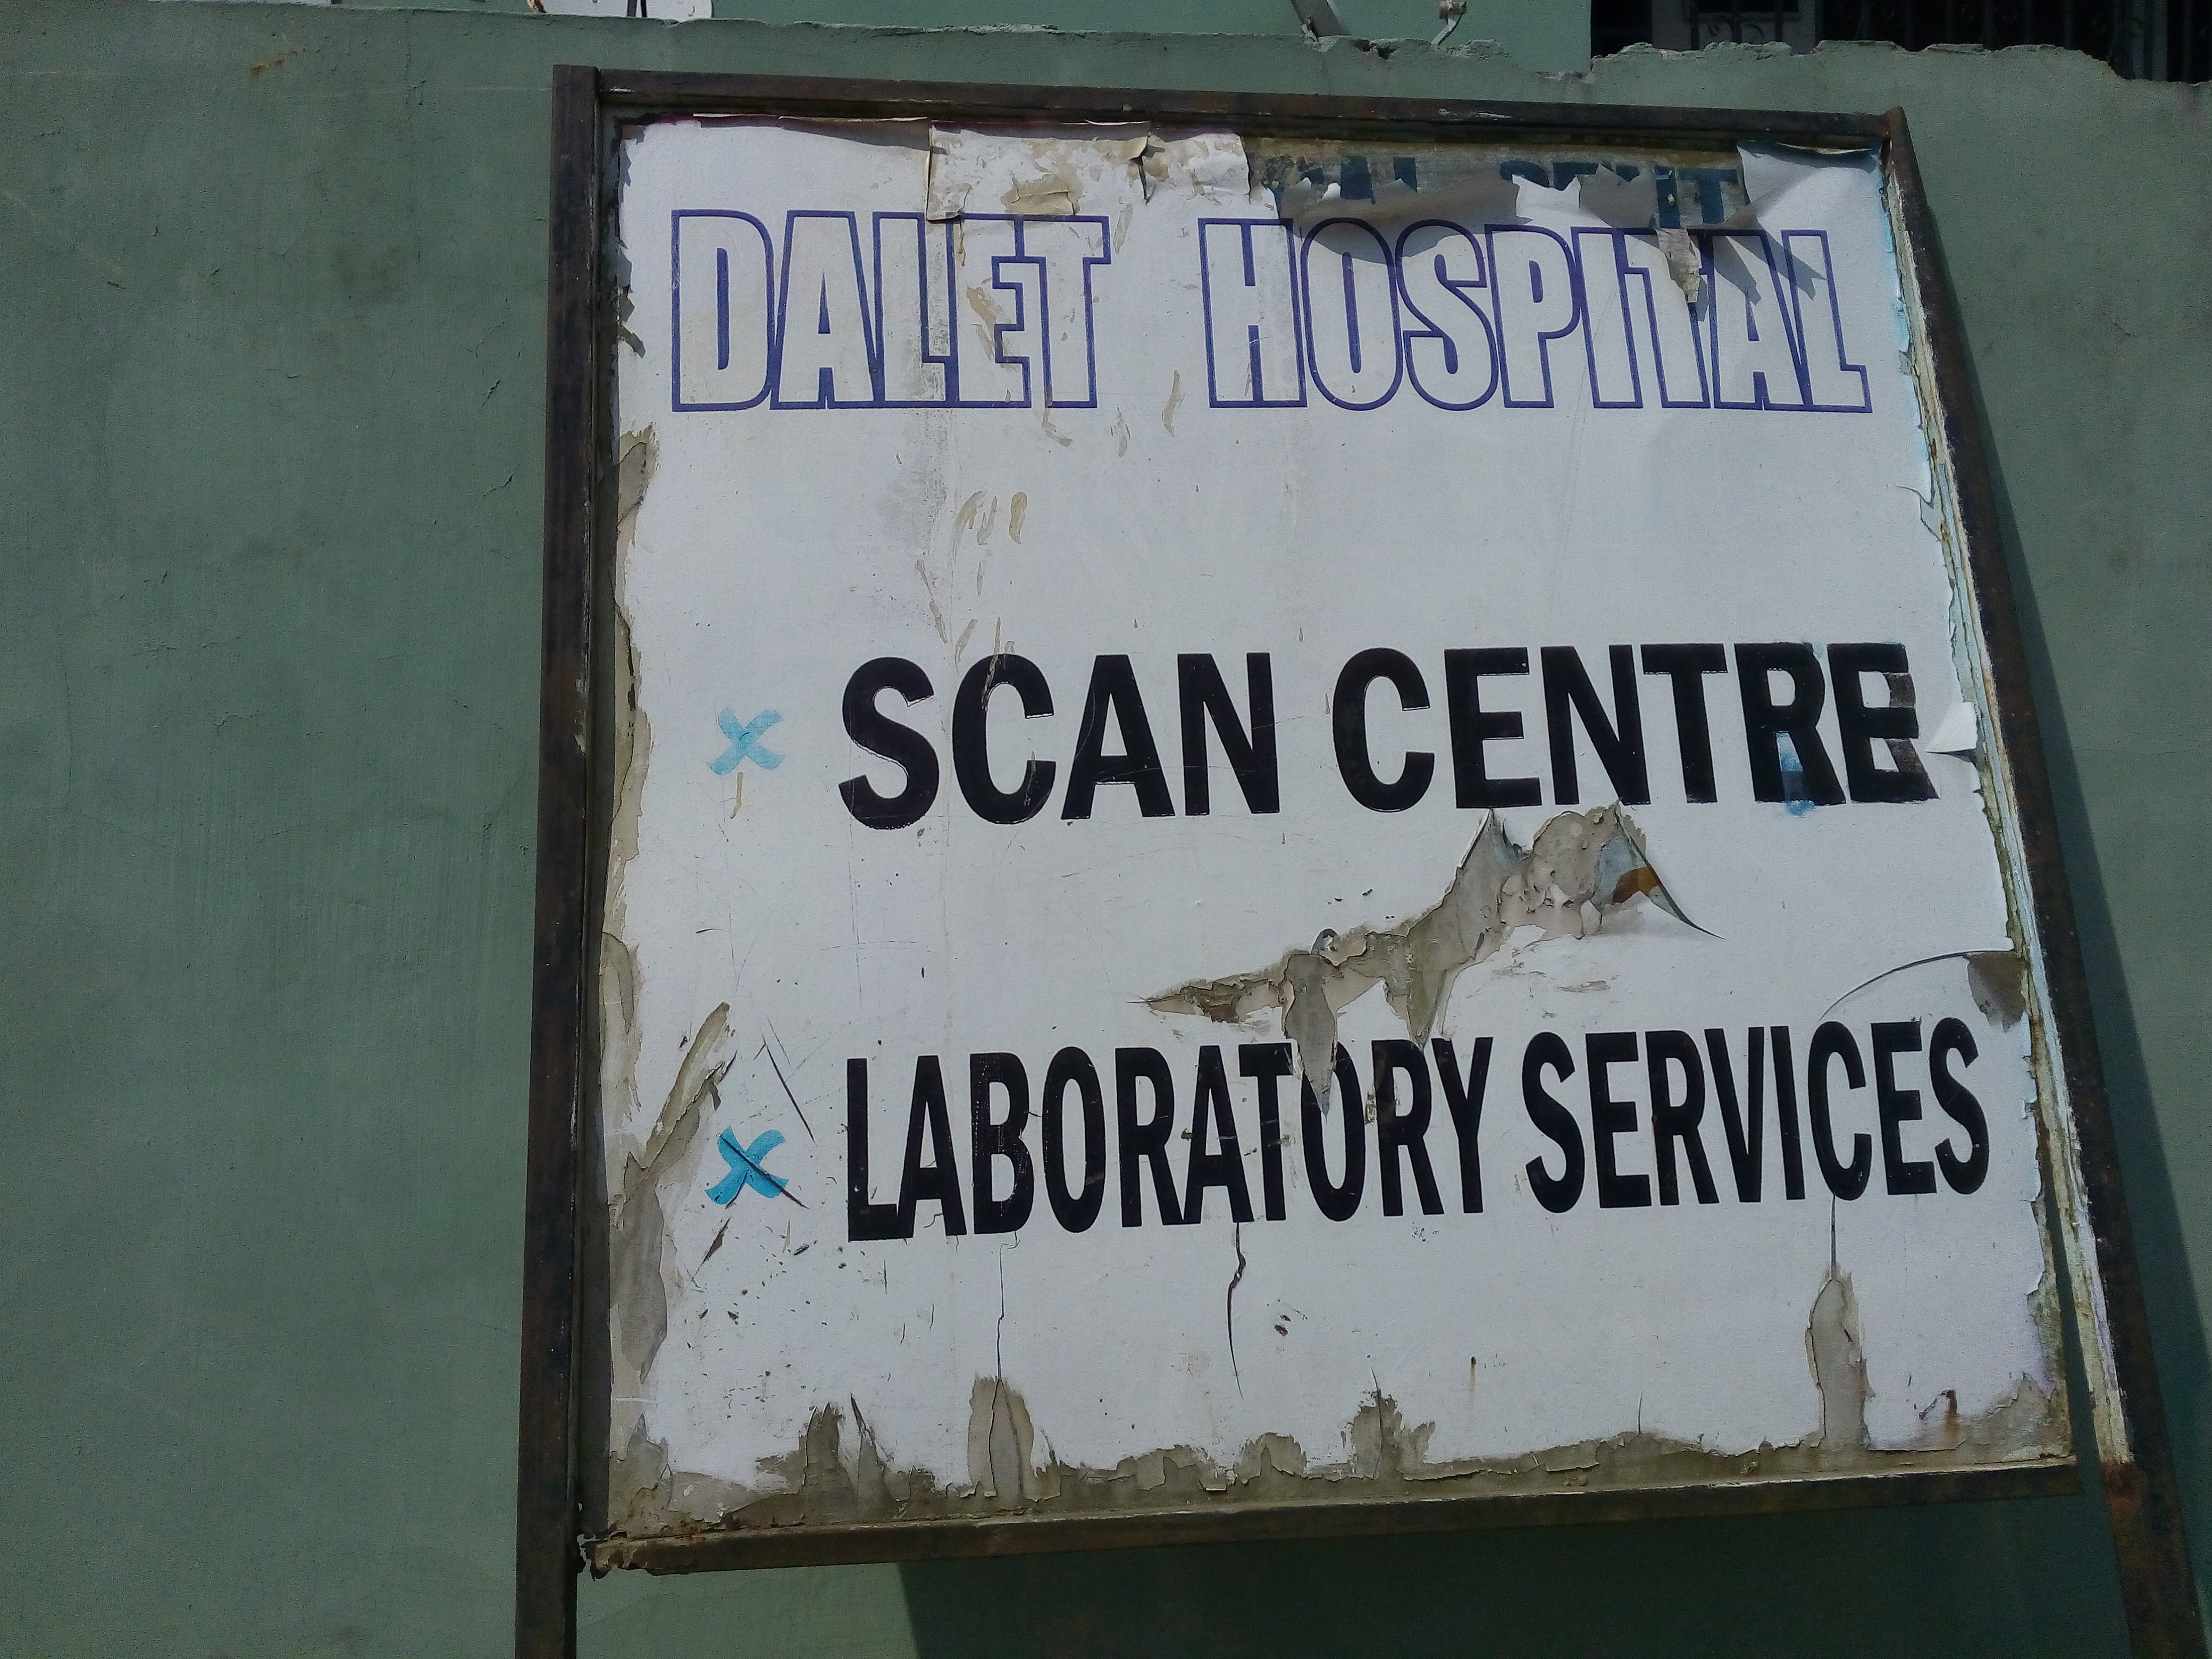 DALET HOSPITAL
x SCAN CENTRE
x LABORATORY SERVICES